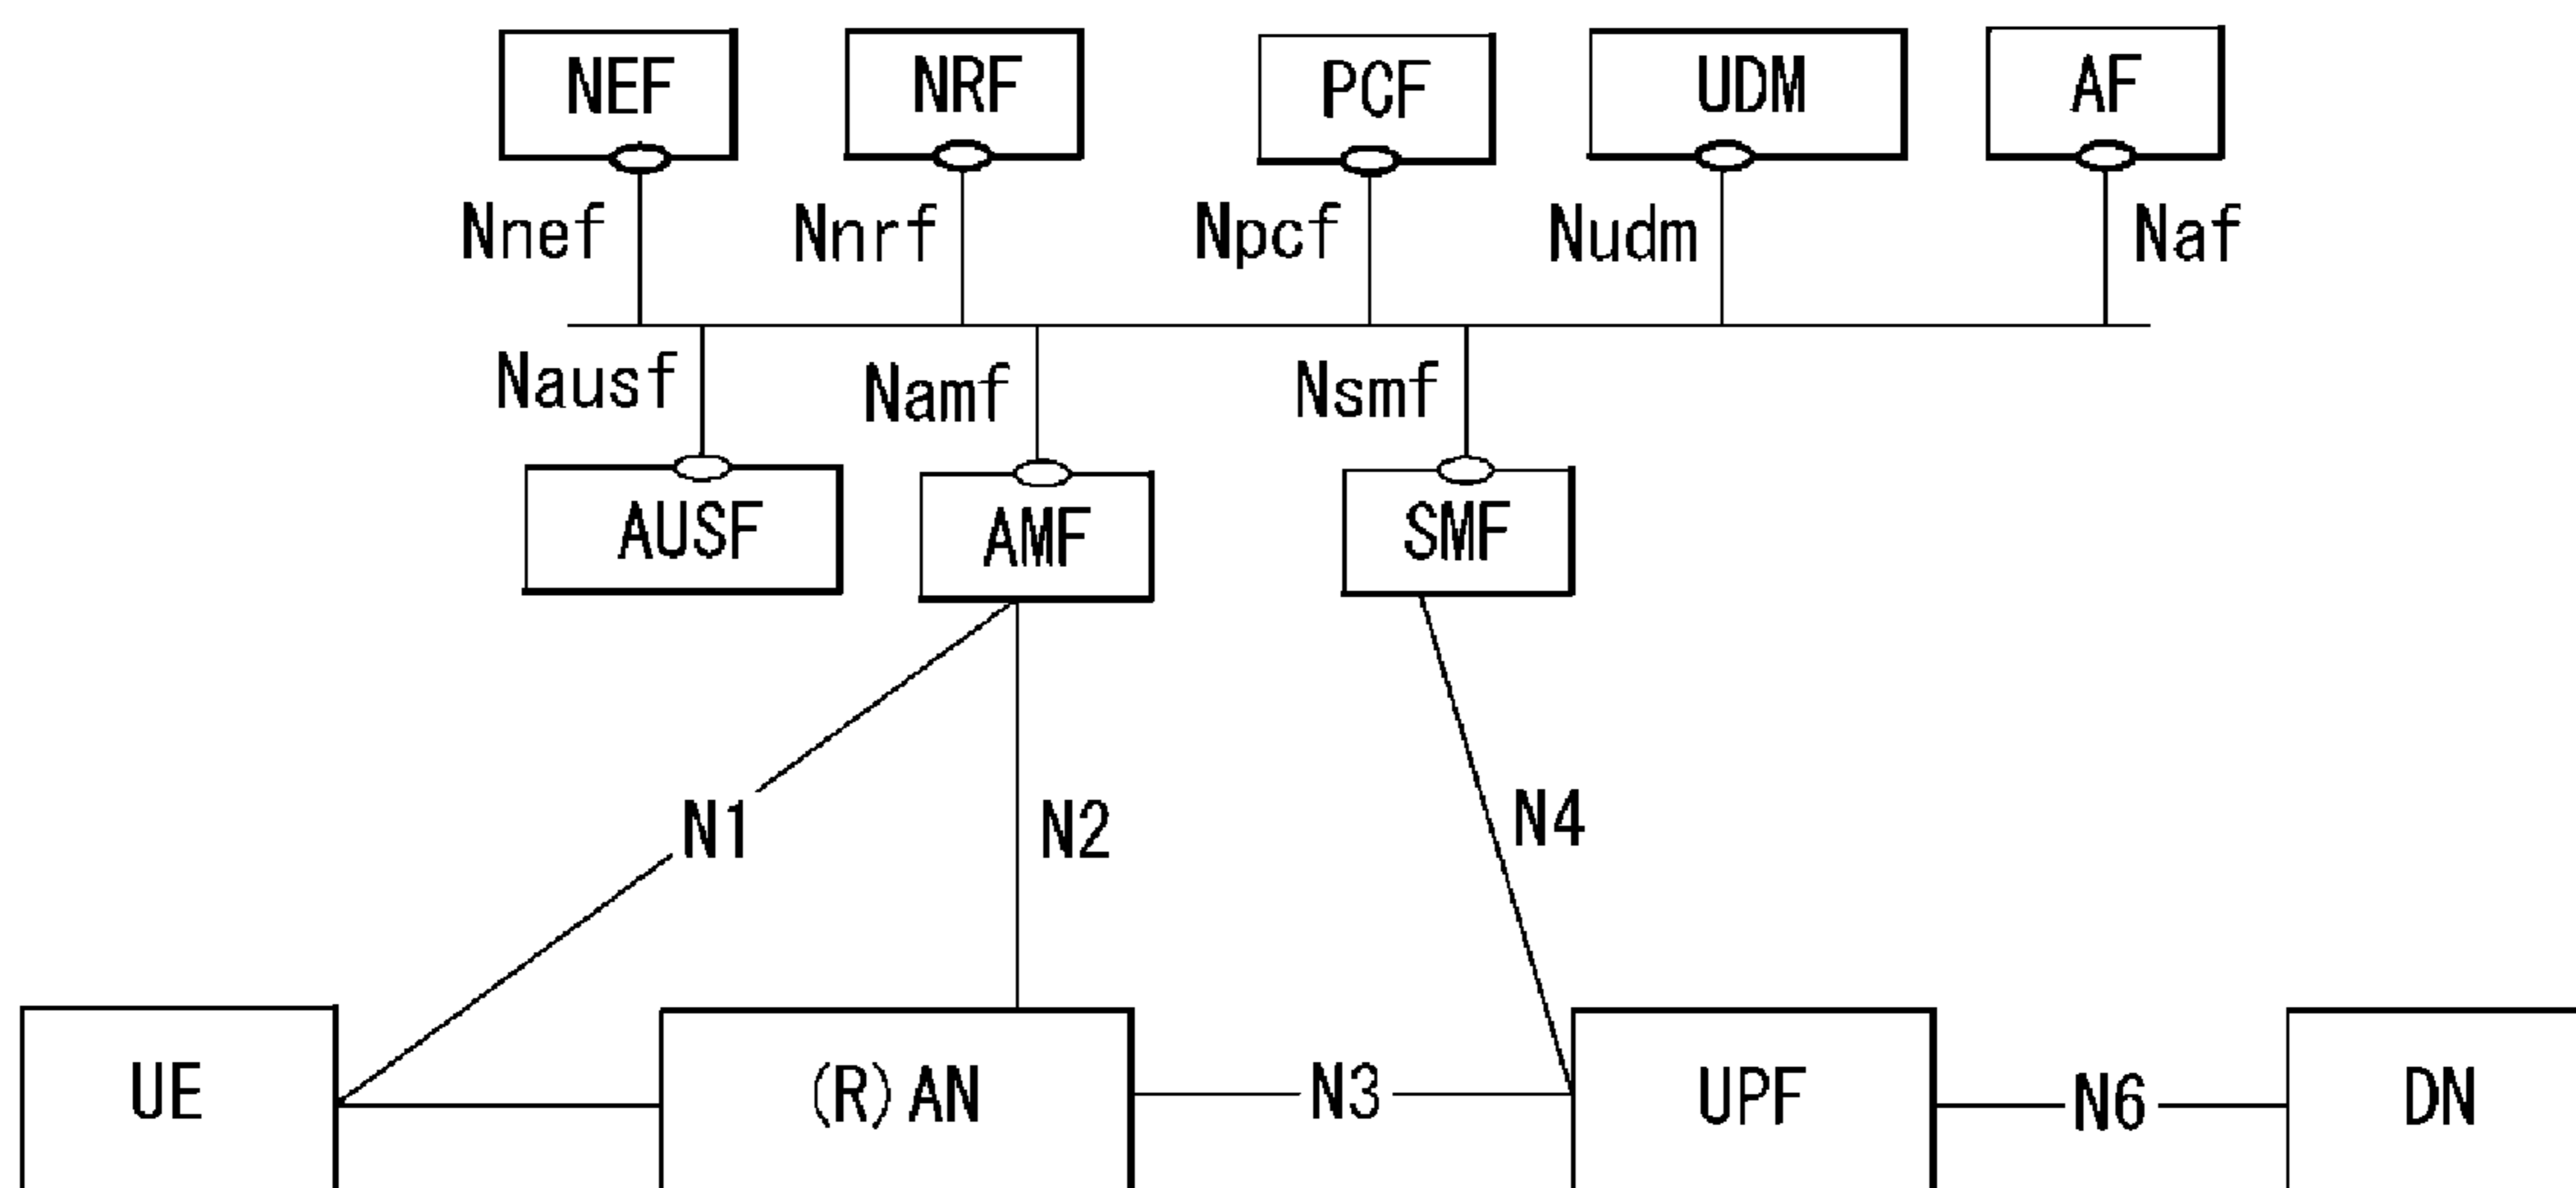 NEF NRF PCF UDM AF
Nnef Nnrf Npcf Nudm Naf
Nausf Namf Nsmf
AUSF AMF SMF
N1 N2 N4
UE (R)AN N3 UPF N6 DN